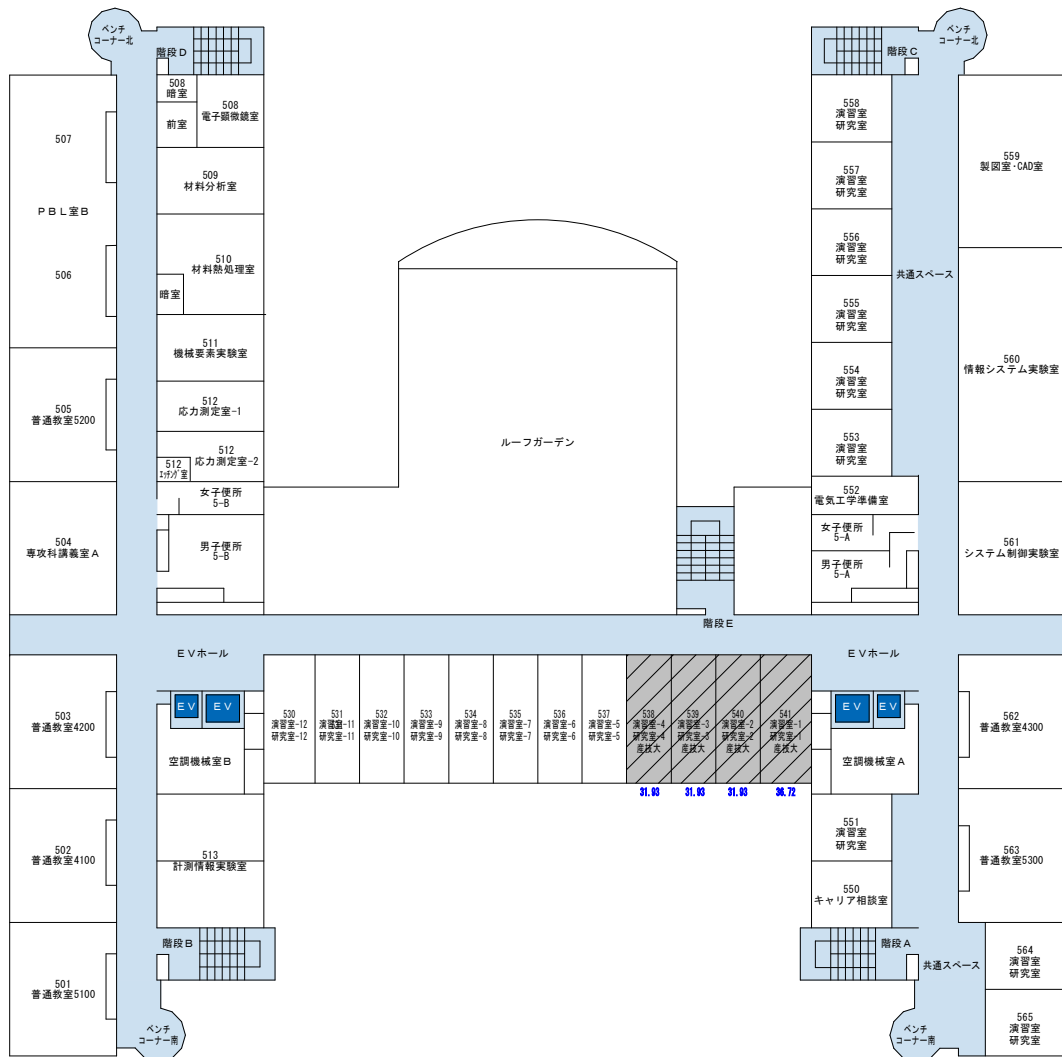 ベンチ
コーナー北
階段D
508
暗室
前室
508
電子顕微鏡室
507
PBL室B
506
509
材料分析室
510
材料熱処理室
暗室
511
機械要素実験室
505
普通教室5200
512
応力測定室-1
512
応力測定室-2
512
ｴｯﾁﾝｸﾞ室
女子便所
5-B
504
専攻科講義室A
男子便所
5-B
ルーフガーデン
階段C
ベンチ
コーナー北
558
演習室
研究室
557
演習室
研究室
556
演習室
研究室
555
演習室
研究室
554
演習室
研究室
553
演習室
研究室
552
電気工学準備室
女子便所
5-A
男子便所
5-A
共通スペース
559
製図室・CAD室
560
情報システム実験室
561
システム制御実験室
階段E
EVホール
EVホール
EV
EV
EV
EV
503
普通教室4200
空調機械室B
530
演習室-12
研究室-12
531
演習室-11
研究室-11
532
演習室-10
研究室-10
533
演習室-9
研究室-9
534
演習室-8
研究室-8
535
演習室-7
研究室-7
536
演習室-6
研究室-6
537
演習室-5
研究室-5
538
演習室-4
研究室-4
産技大
539
演習室-3
研究室-3
産技大
540
演習室-2
研究室-2
産技大
541
演習室-1
研究室-1
産技大
31.93
31.93
31.93
36.72
空調機械室A
562
普通教室4300
502
普通教室4100
513
計測情報実験室
551
演習室
研究室
550
キャリア相談室
563
普通教室5300
階段B
階段A
共通スペース
501
普通教室5100
564
演習室
研究室
565
演習室
研究室
ベンチ
コーナー南
ベンチ
コーナー南